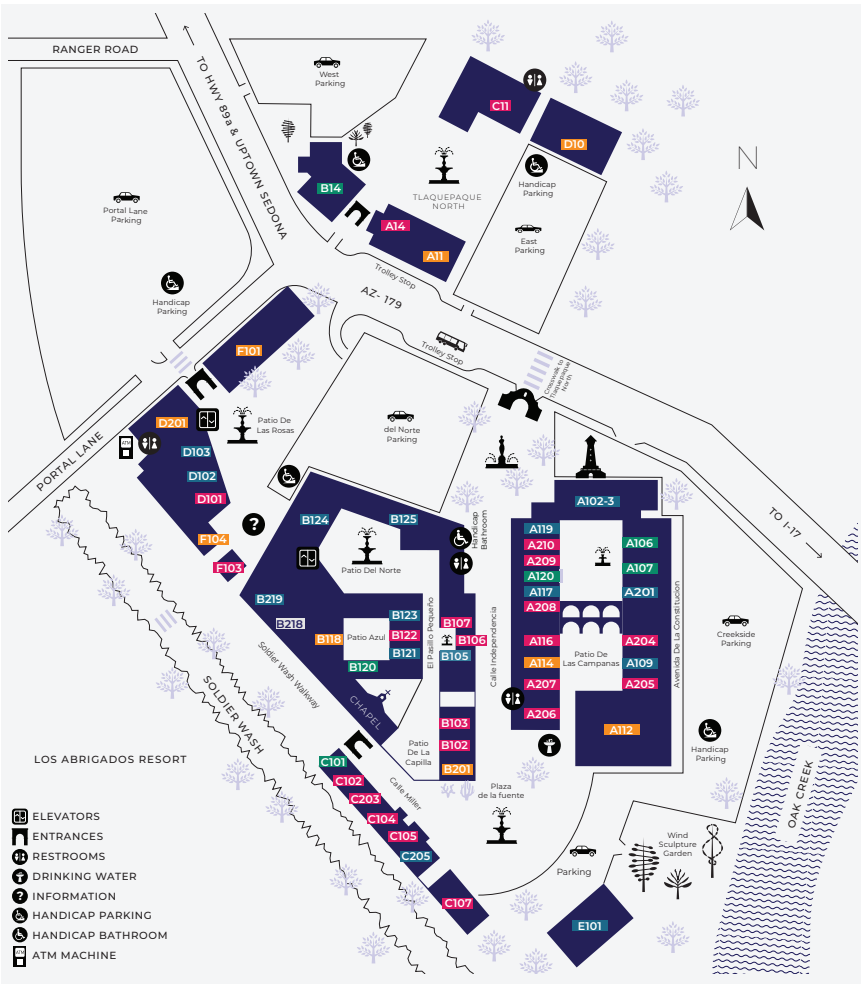 RANGER ROAD
TO HWY 89a & UPTOWN SEDONA
West
Parking
C11
D10
N
Handicap
Parking
B14
TLAQUEPAQUE
NORTH
A14
A11
East
Parking
Portal Lane
Parking
Handicap
Parking
Trolley Stop
AZ- 179
Trolley Stop
Crosswalk to
Tlaquepaque
North
F101
D201
Patio De
Las Rosas
del Norte
Parking
ATM
D103
D102
D101
PORTAL LANE
F104
F103
B124
B125
Handicap
Bathroom
Patio Del Norte
A102-3
TO I-17
A119
A210
A209
A120
A117
A208
A106
A107
A201
B219
B218
B118
Patio Azul
B123
B122
B121
B120
El Pasillo Pequeño
B107
B106
B105
Calle Independencia
A116
A114
A207
A206
Patio De
Las Campanas
A204
A109
A205
Avenida De La Constitucion
Creekside
Parking
Soldier Wash Walkway
CHAPEL
SOLDIER WASH
B103
B102
B201
Patio
De La
Capilla
A112
Handicap
Parking
LOS ABRIGADOS RESORT
C101
C102
C203
C104
C105
C205
C107
Calle Miller
Plaza
de la fuente
Parking
Wind
Sculpture
Garden
OAK CREEK
E101
ELEVATORS
ENTRANCES
RESTROOMS
DRINKING WATER
INFORMATION
HANDICAP PARKING
HANDICAP BATHROOM
ATM
ATM MACHINE